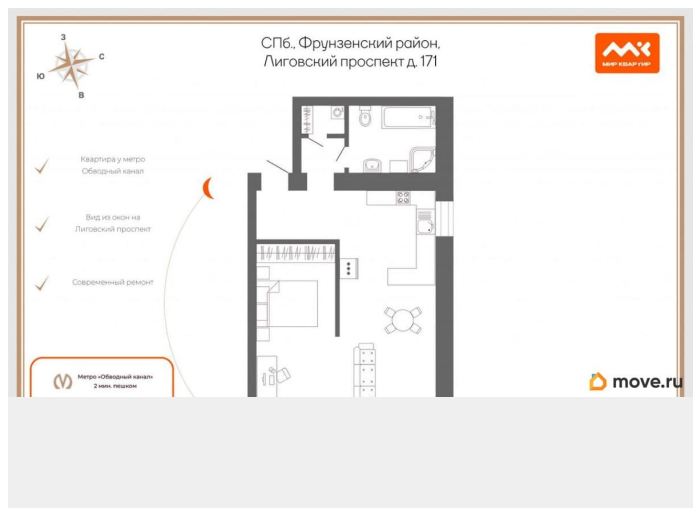 З
С
Ю
В
СПб., Фрунзенский район,
Лиговский проспект д. 171
МИР КВАРТИР
Квартира у метро
Обводный канал
Вид из окон на
Лиговский проспект
Современный ремонт
Метро «Обводный канал»
2 мин. пешком
move.ru